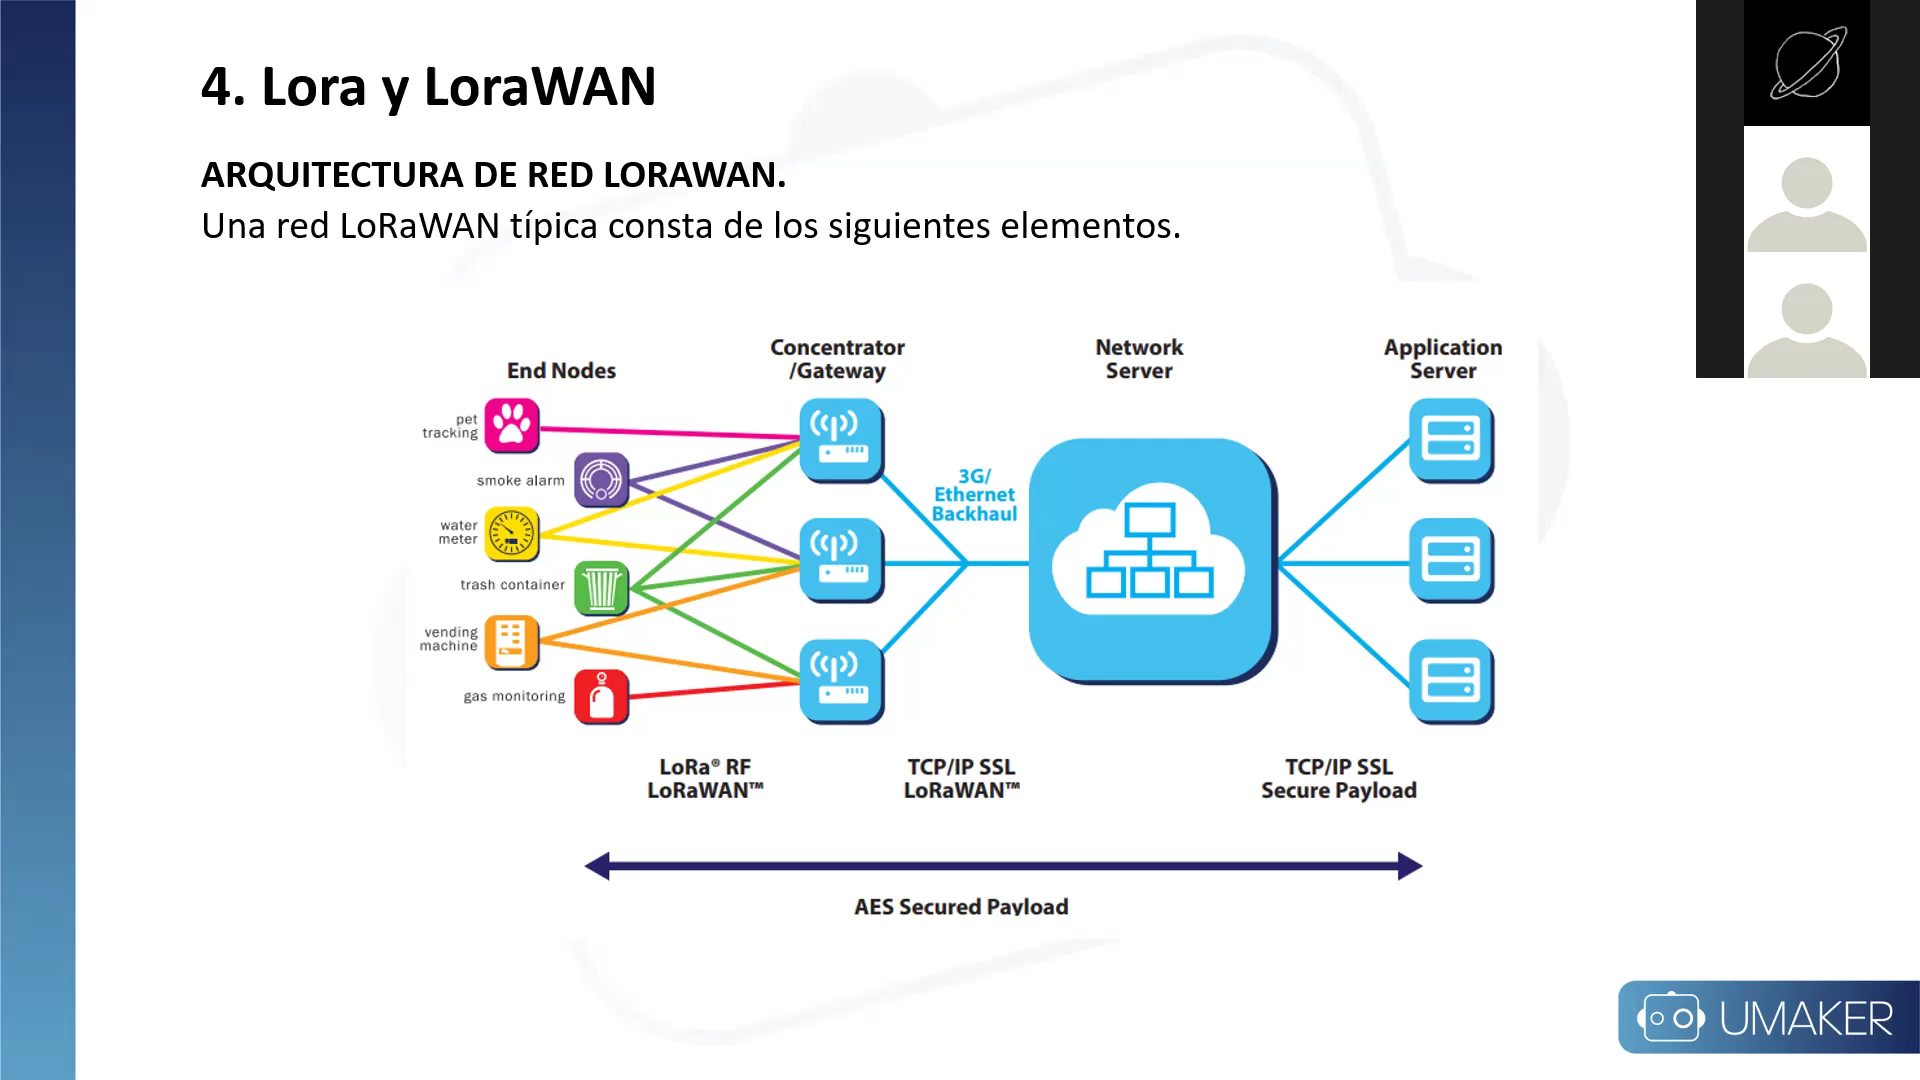 4. Lora y LoraWAN
ARQUITECTURA DE RED LORAWAN.
Una red LoRaWAN típica consta de los siguientes elementos.
End Nodes
Concentrator
/Gateway
Network
Server
Application
Server
pet
tracking
smoke alarm
water
meter
trash container
vending
machine
gas monitoring
3G/
Ethernet
Backhaul
LoRa® RF
LoRaWAN™
TCP/IP SSL
LoRaWAN™
TCP/IP SSL
Secure Payload
AES Secured Payload
UMAKER